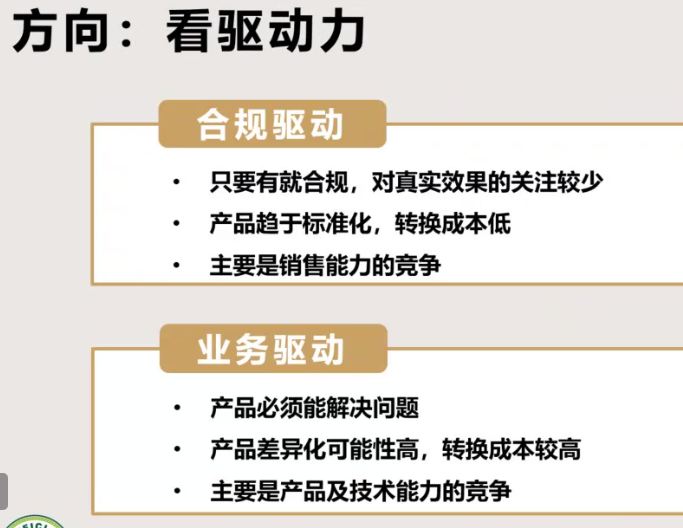 方向：看驱动力
合规驱动
• 只要有就合规，对真实效果的关注较少
• 产品趋于标准化，转换成本低
• 主要是销售能力的竞争
业务驱动
• 产品必须能解决问题
• 产品差异化可能性高，转换成本较高
• 主要是产品及技术能力的竞争